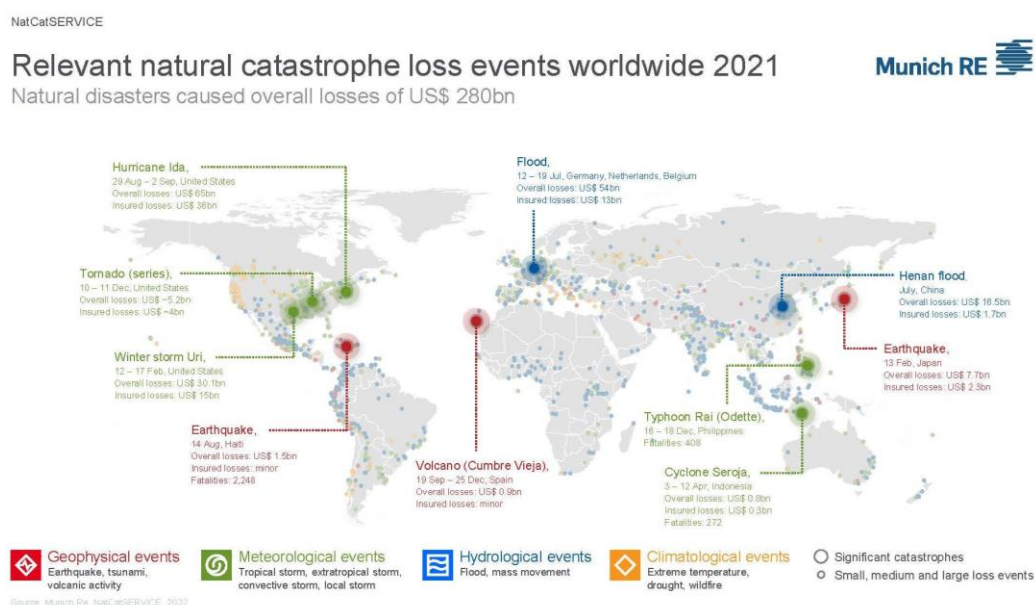 NatCatSERVICE
Relevant natural catastrophe loss events worldwide 2021
Natural disasters caused overall losses of US$ 280bn
Munich RE
Hurricane Ida,
29 Aug – 2 Sep, United States
Overall losses: US$ 65bn
Insured losses: US$ 36bn
Flood,
12 – 19 Jul, Germany, Netherlands, Belgium
Overall losses: US$ 54bn
Insured losses: US$ 13bn
Tornado (series),
10 – 11 Dec, United States
Overall losses: US$ ~5.2bn
Insured losses: US$ ~4bn
Henan flood,
July, China
Overall losses: US$ 16.5bn
Insured losses: US$ 1.7bn
Winter storm Uri,
12 – 17 Feb, United States
Overall losses: US$ 30.1bn
Insured losses: US$ 15bn
Earthquake,
13 Feb, Japan
Overall losses: US$ 7.7bn
Insured losses: US$ 2.3bn
Earthquake,
14 Aug, Haiti
Overall losses: US$ 1.5bn
Insured losses: minor
Fatalities: 2,248
Typhoon Rai (Odette),
16 – 18 Dec, Philippines
Fatalities: 408
Volcano (Cumbre Vieja),
19 Sep – 25 Dec, Spain
Overall losses: US$ 0.9bn
Insured losses: minor
Cyclone Seroja,
3 – 12 Apr, Indonesia
Overall losses: US$ 0.8bn
Insured losses: US$ 0.3bn
Fatalities: 272
Geophysical events
Earthquake, tsunami,
volcanic activity
Meteorological events
Tropical storm, extratropical storm,
convective storm, local storm
Hydrological events
Flood, mass movement
Climatological events
Extreme temperature,
drought, wildfire
Significant catastrophes
Small, medium and large loss events
Source: Munich Re, NatCatSERVICE, 2022